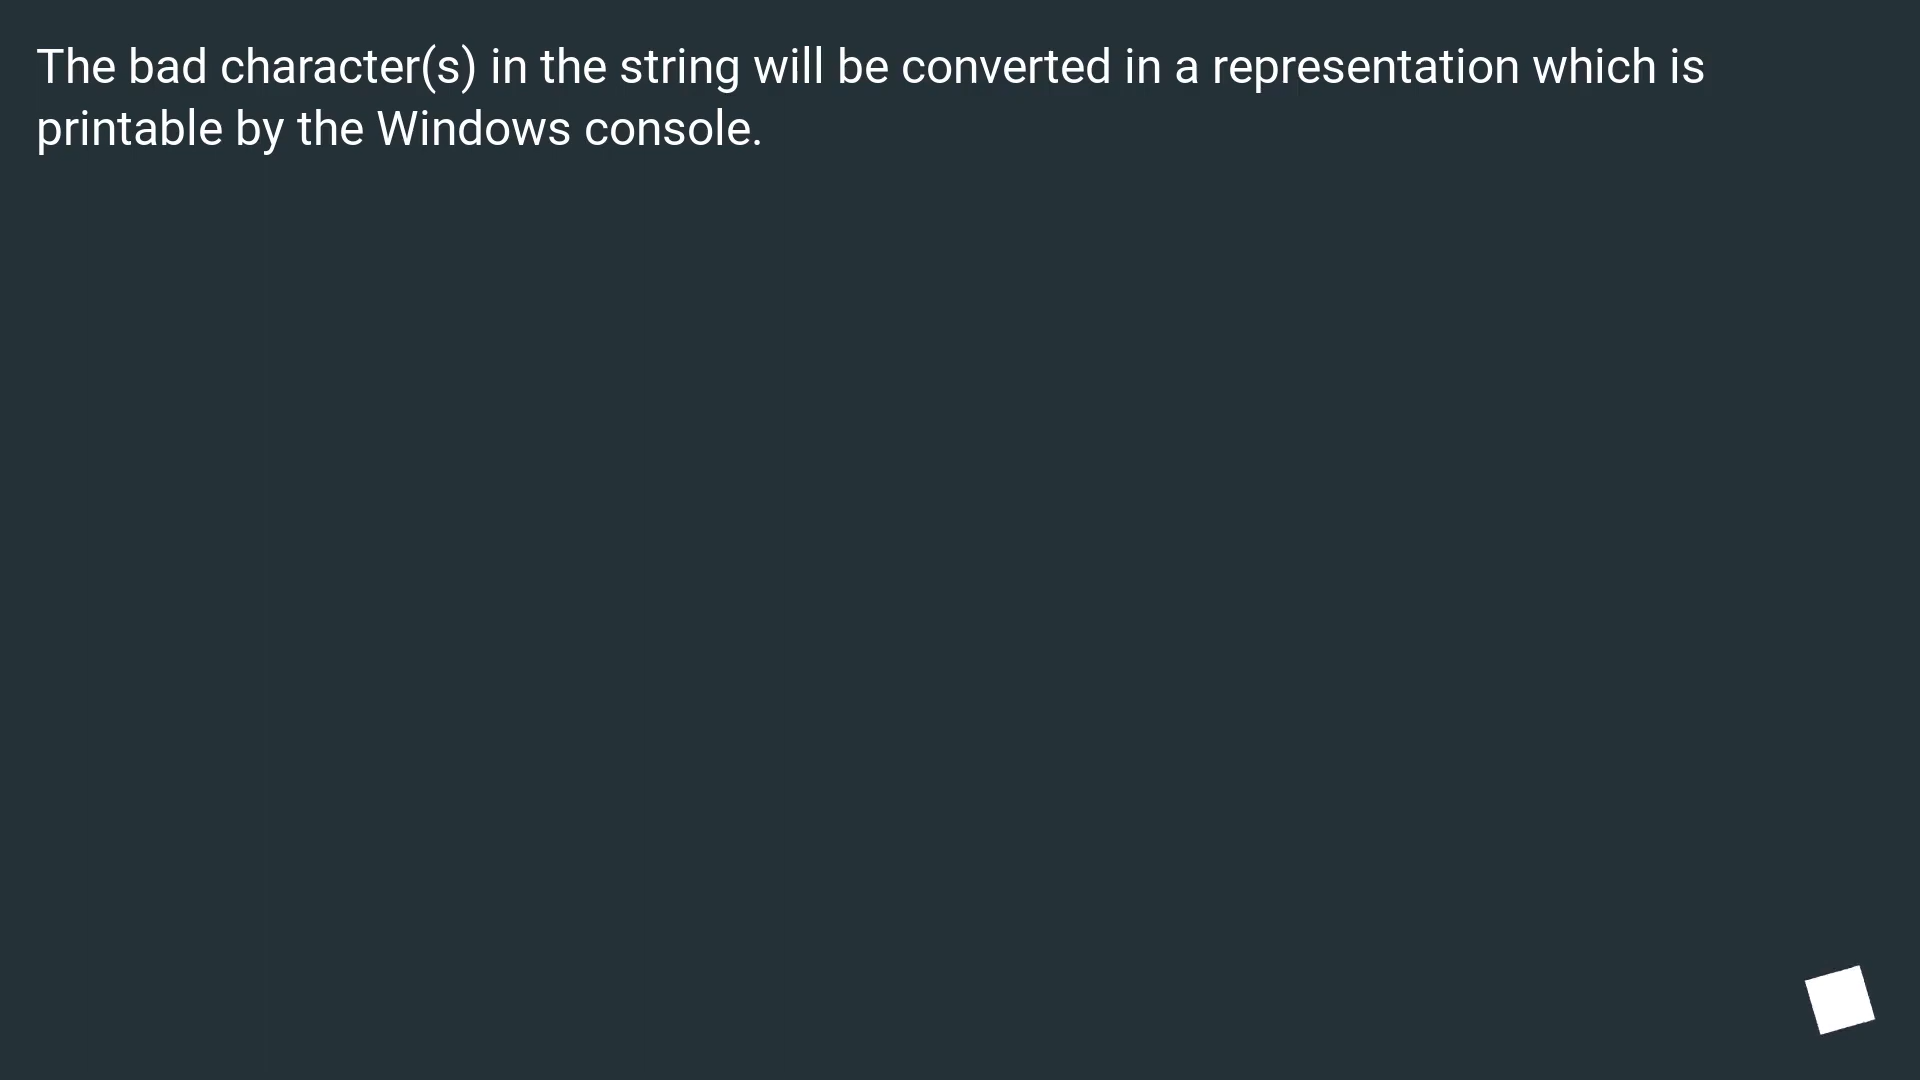 The bad character(s) in the string will be converted in a representation which is
printable by the Windows console.